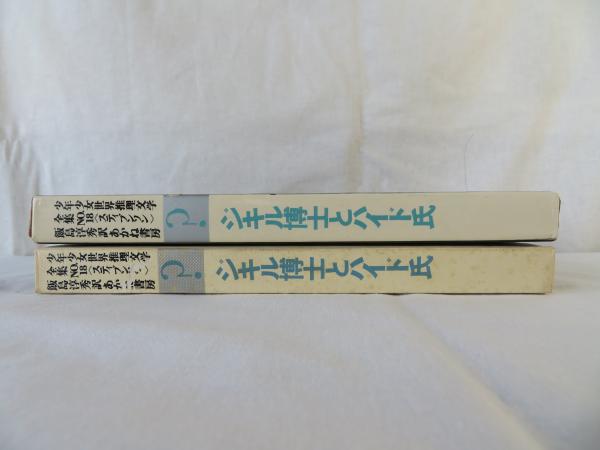 少年少女世界推理文学
全集NO.18〈スティブンソン〉
飯島淳秀訳 あかね書房
?
ジキル博士とハイド氏
少年少女世界推理文学
全集NO.18〈スティブン
飯島淳秀訳 あか 書房
?
ジキル博士とハイド氏